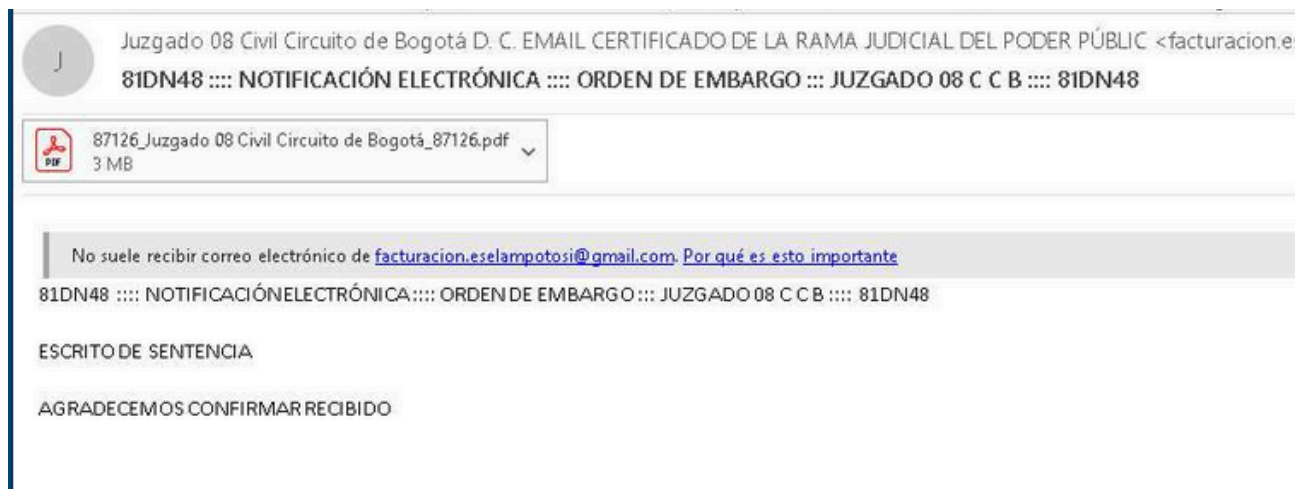 J
Juzgado 08 Civil Circuito de Bogotá D. C. EMAIL CERTIFICADO DE LA RAMA JUDICIAL DEL PODER PÚBLIC <facturacion.e
81DN48 :::: NOTIFICACIÓN ELECTRÓNICA :::: ORDEN DE EMBARGO ::: JUZGADO 08 C C B :::: 81DN48
PDF
87126_Juzgado 08 Civil Circuito de Bogotá_87126.pdf
3 MB
No suele recibir correo electrónico de facturacion.eselampotosi@gmail.com. Por qué es esto importante
81DN48 :::: NOTIFICACIÓNELECTRÓNICA :::: ORDEN DE EMBARGO ::: JUZGADO 08 C C B :::: 81DN48
ESCRITO DE SENTENCIA
AGRADECEMOS CONFIRMAR RECIBIDO